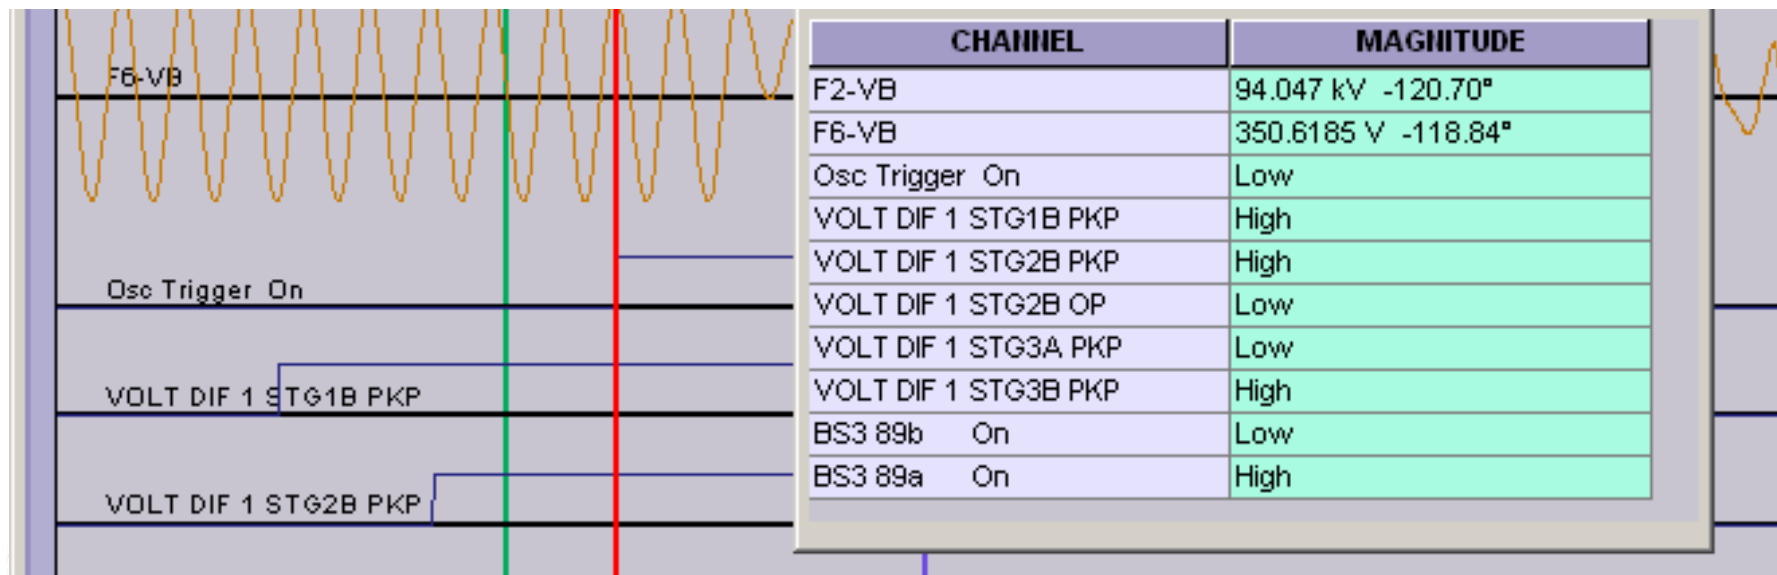 F6-VB
Osc Trigger On
VOLT DIF 1 STG1B PKP
VOLT DIF 1 STG2B PKP
CHANNEL MAGNITUDE
F2-VB 94.047 kV -120.70°
F6-VB 350.6185 V -118.84°
Osc Trigger On Low
VOLT DIF 1 STG1B PKP High
VOLT DIF 1 STG2B PKP High
VOLT DIF 1 STG2B OP Low
VOLT DIF 1 STG3A PKP Low
VOLT DIF 1 STG3B PKP High
BS3 89b On Low
BS3 89a On High